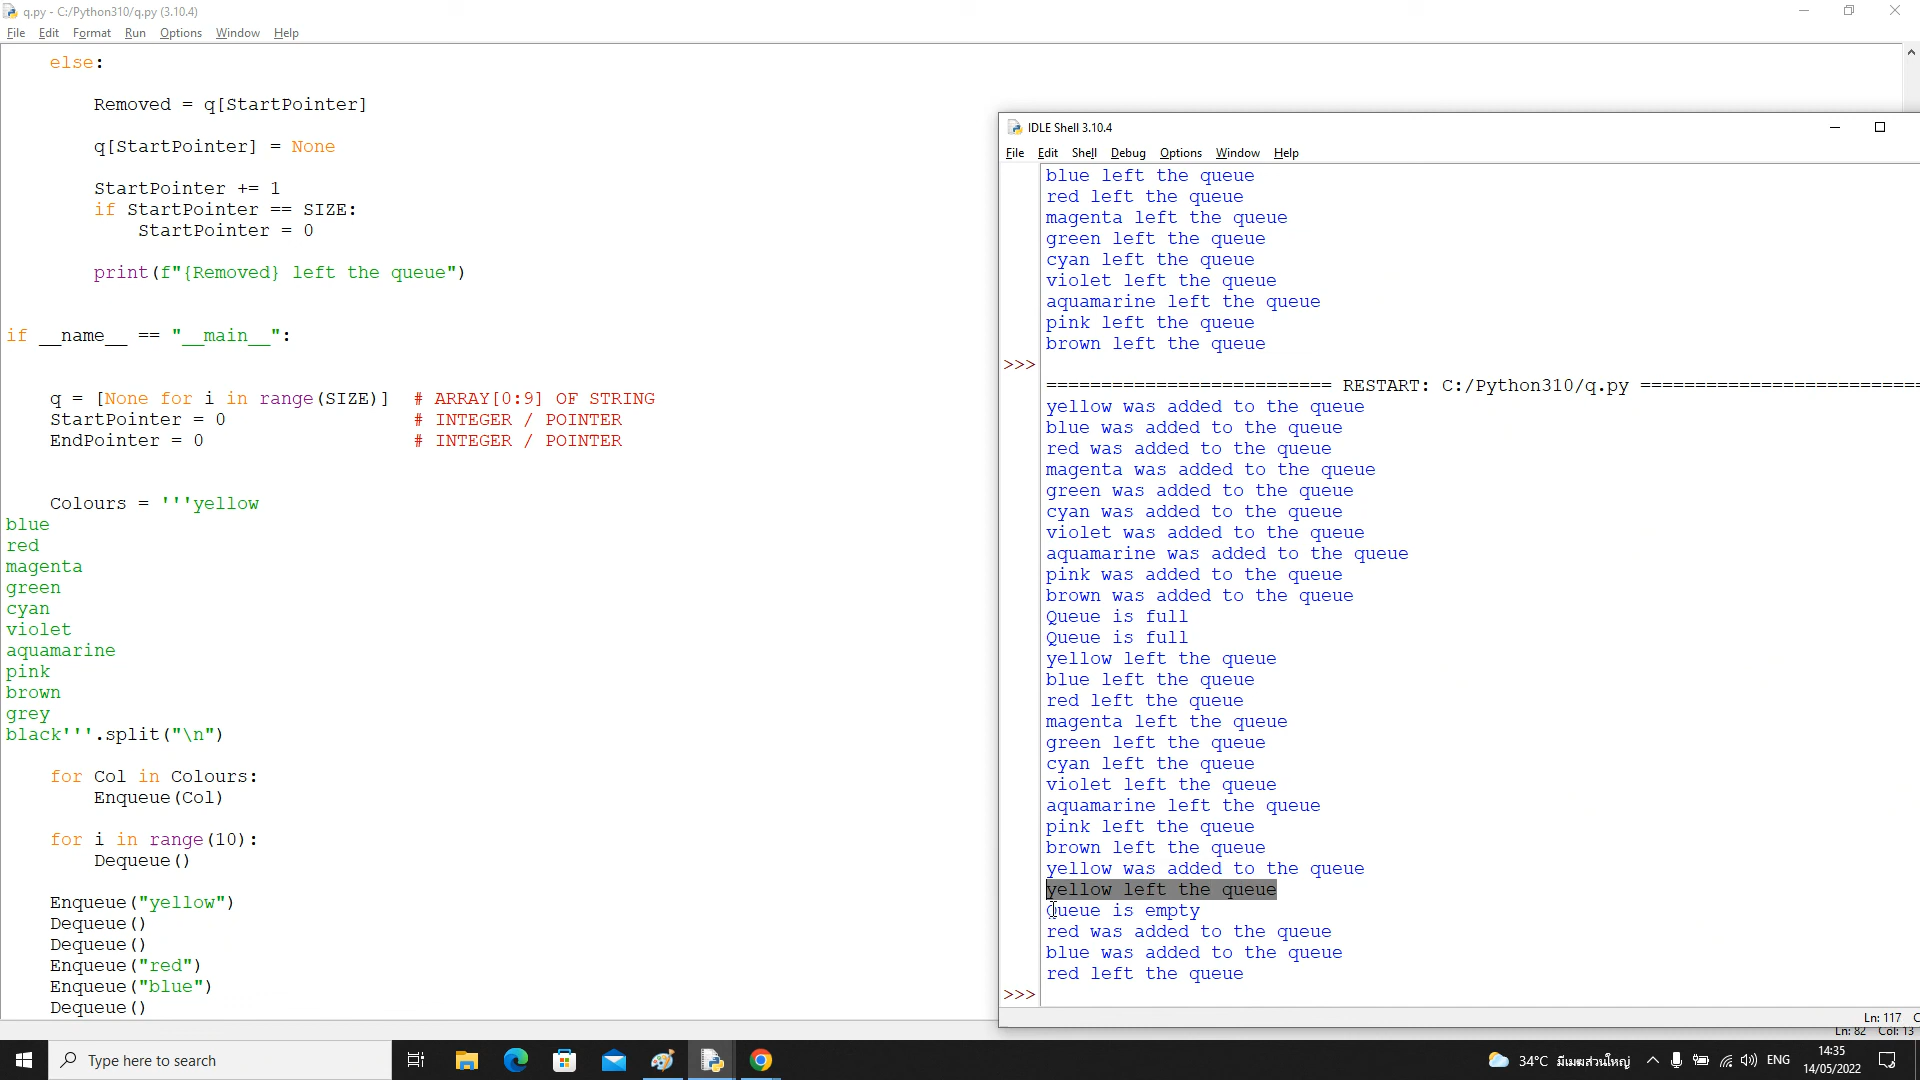 q.py - C:/Python310/q.py (3.10.4)
File Edit Format Run Options Window Help
else:
Removed = q[StartPointer]
q[StartPointer] = None
StartPointer += 1
if StartPointer == SIZE:
StartPointer = 0
print(f"{Removed} left the queue")
if __name__ == "__main__":
q = [None for i in range(SIZE)] # ARRAY[0:9] OF STRING
StartPointer = 0 # INTEGER / POINTER
EndPointer = 0 # INTEGER / POINTER
Colours = '''yellow
blue
red
magenta
green
cyan
violet
aquamarine
pink
brown
grey
black'''.split("\n")
for Col in Colours:
Enqueue(Col)
for i in range(10):
Dequeue()
Enqueue("yellow")
Dequeue()
Dequeue()
Enqueue("red")
Enqueue("blue")
Dequeue()
IDLE Shell 3.10.4
File Edit Shell Debug Options Window Help
blue left the queue
red left the queue
magenta left the queue
green left the queue
cyan left the queue
violet left the queue
aquamarine left the queue
pink left the queue
brown left the queue
>>>
========================== RESTART: C:/Python310/q.py =========================
yellow was added to the queue
blue was added to the queue
red was added to the queue
magenta was added to the queue
green was added to the queue
cyan was added to the queue
violet was added to the queue
aquamarine was added to the queue
pink was added to the queue
brown was added to the queue
Queue is full
Queue is full
yellow left the queue
blue left the queue
red left the queue
magenta left the queue
green left the queue
cyan left the queue
violet left the queue
aquamarine left the queue
pink left the queue
brown left the queue
yellow was added to the queue
yellow left the queue
Queue is empty
red was added to the queue
blue was added to the queue
red left the queue
>>>
Ln: 117 C
Ln: 82 Col: 13
Type here to search
34°C มีเมฆส่วนใหญ่ ENG
14:35
14/05/2022